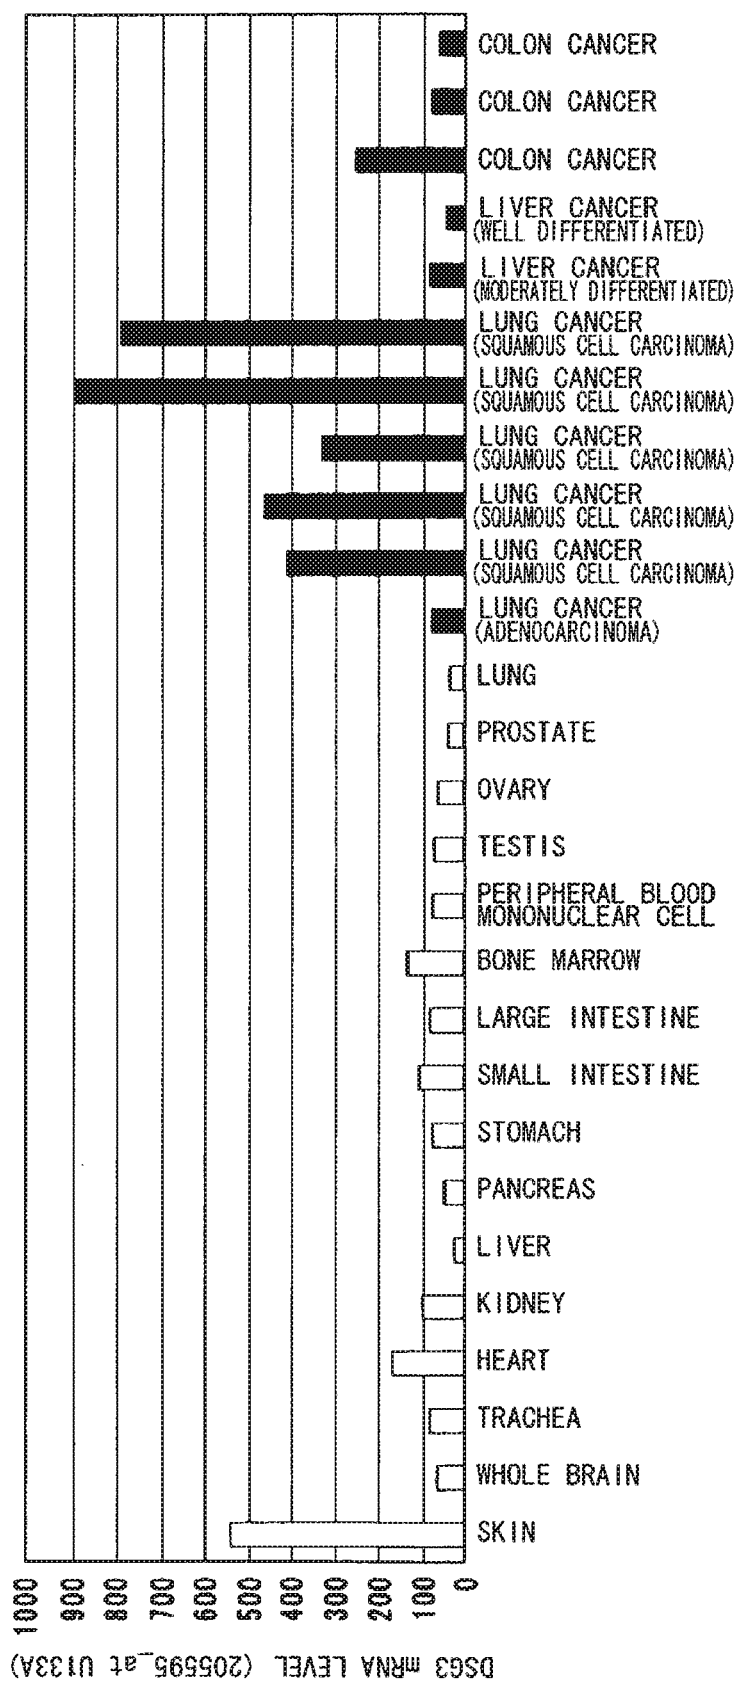 COLON CANCER
COLON CANCER
COLON CANCER
LIVER CANCER
(WELL DIFFERENTIATED)
LIVER CANCER
(MODERATELY DIFFERENTIATED)
LUNG CANCER
(SQUAMOUS CELL CARCINOMA)
LUNG CANCER
(SQUAMOUS CELL CARCINOMA)
LUNG CANCER
(SQUAMOUS CELL CARCINOMA)
LUNG CANCER
(SQUAMOUS CELL CARCINOMA)
LUNG CANCER
(SQUAMOUS CELL CARCINOMA)
LUNG CANCER
(ADENOCARCINOMA)
LUNG
PROSTATE
OVARY
TESTIS
PERIPHERAL BLOOD
MONONUCLEAR CELL
BONE MARROW
LARGE INTESTINE
SMALL INTESTINE
STOMACH
PANCREAS
LIVER
KIDNEY
HEART
TRACHEA
WHOLE BRAIN
SKIN
1000
900
800
700
600
500
400
300
200
100
0
DSG3 mRNA LEVEL (205595_at U133A)